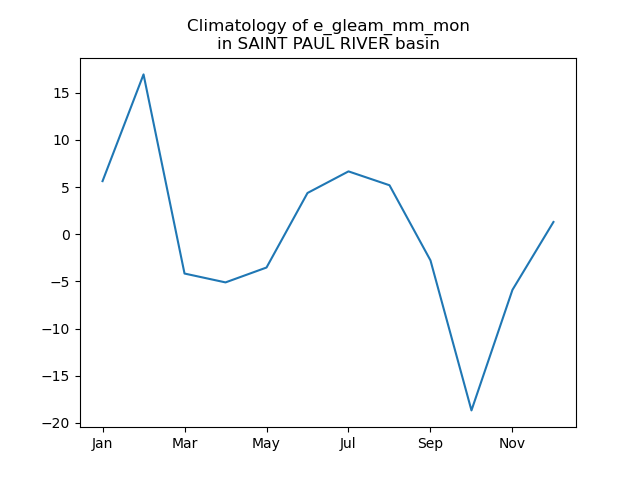 Climatology of e_gleam_mm_mon
in SAINT PAUL RIVER basin
15
10
5
0
−5
−10
−15
−20
Jan
Mar
May
Jul
Sep
Nov